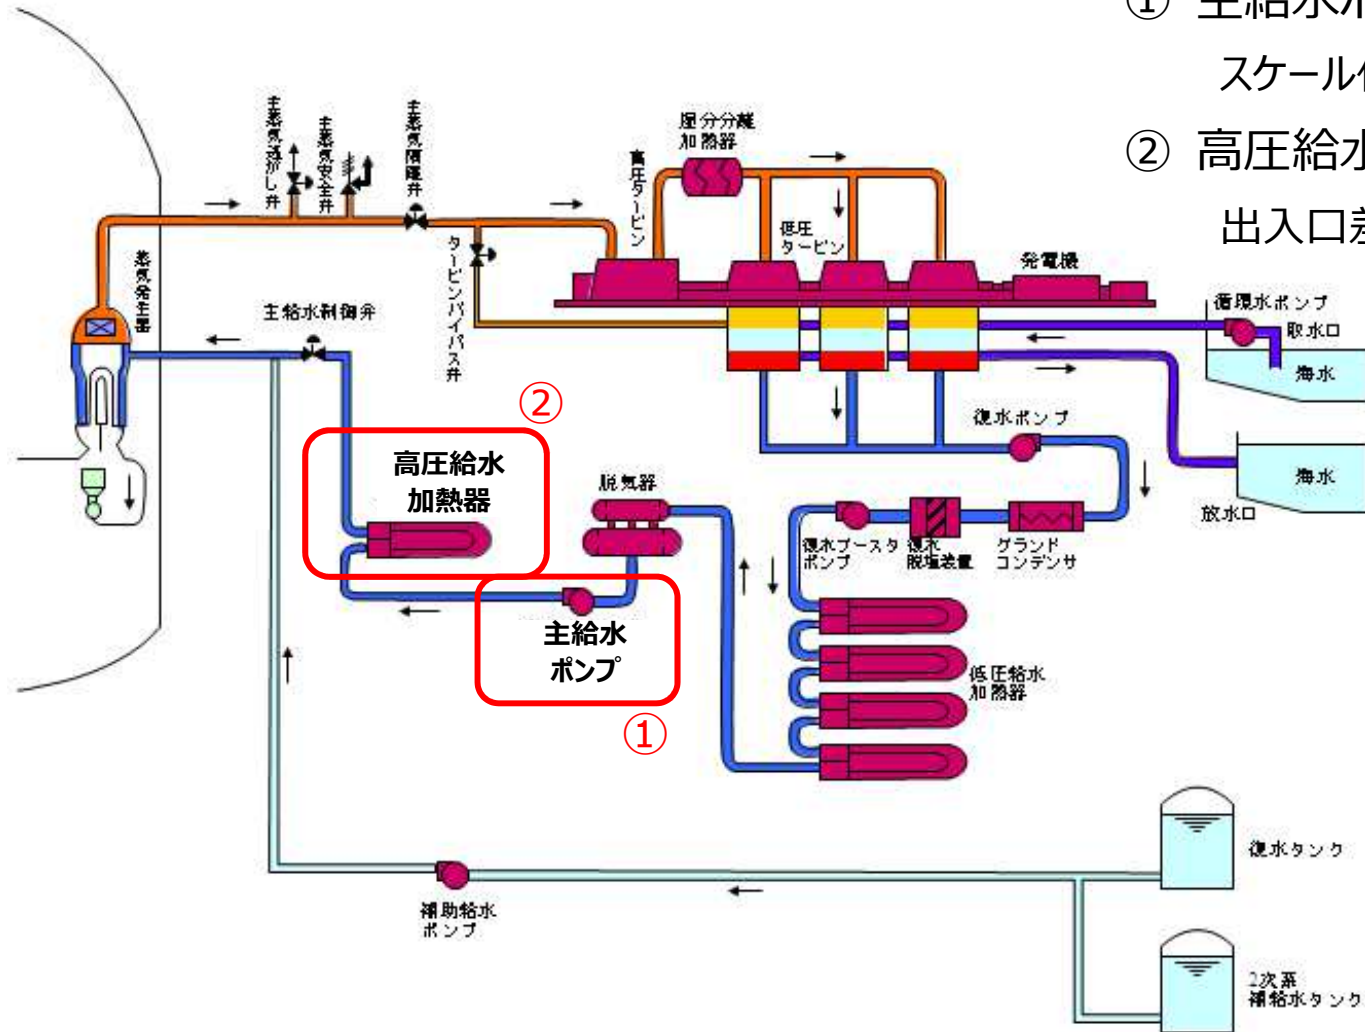 ① 主給水
スケール
② 高圧給水
出入口差
主蒸気逃がし弁
主蒸気安全弁
主蒸気隔離弁
湿分分離
加熱器
高圧タービン
低圧
タービン
発電機
循環水ポンプ
取水口
海水
蒸気発生器
主給水制御弁
タービンバイパス弁
②
高圧給水
加熱器
脱気器
復水ポンプ
海水
放水口
復水ブースタ
ポンプ
復水
脱塩装置
グランド
コンデンサ
主給水
ポンプ
①
低圧給水
加熱器
復水タンク
補助給水
ポンプ
2次系
補給水タンク